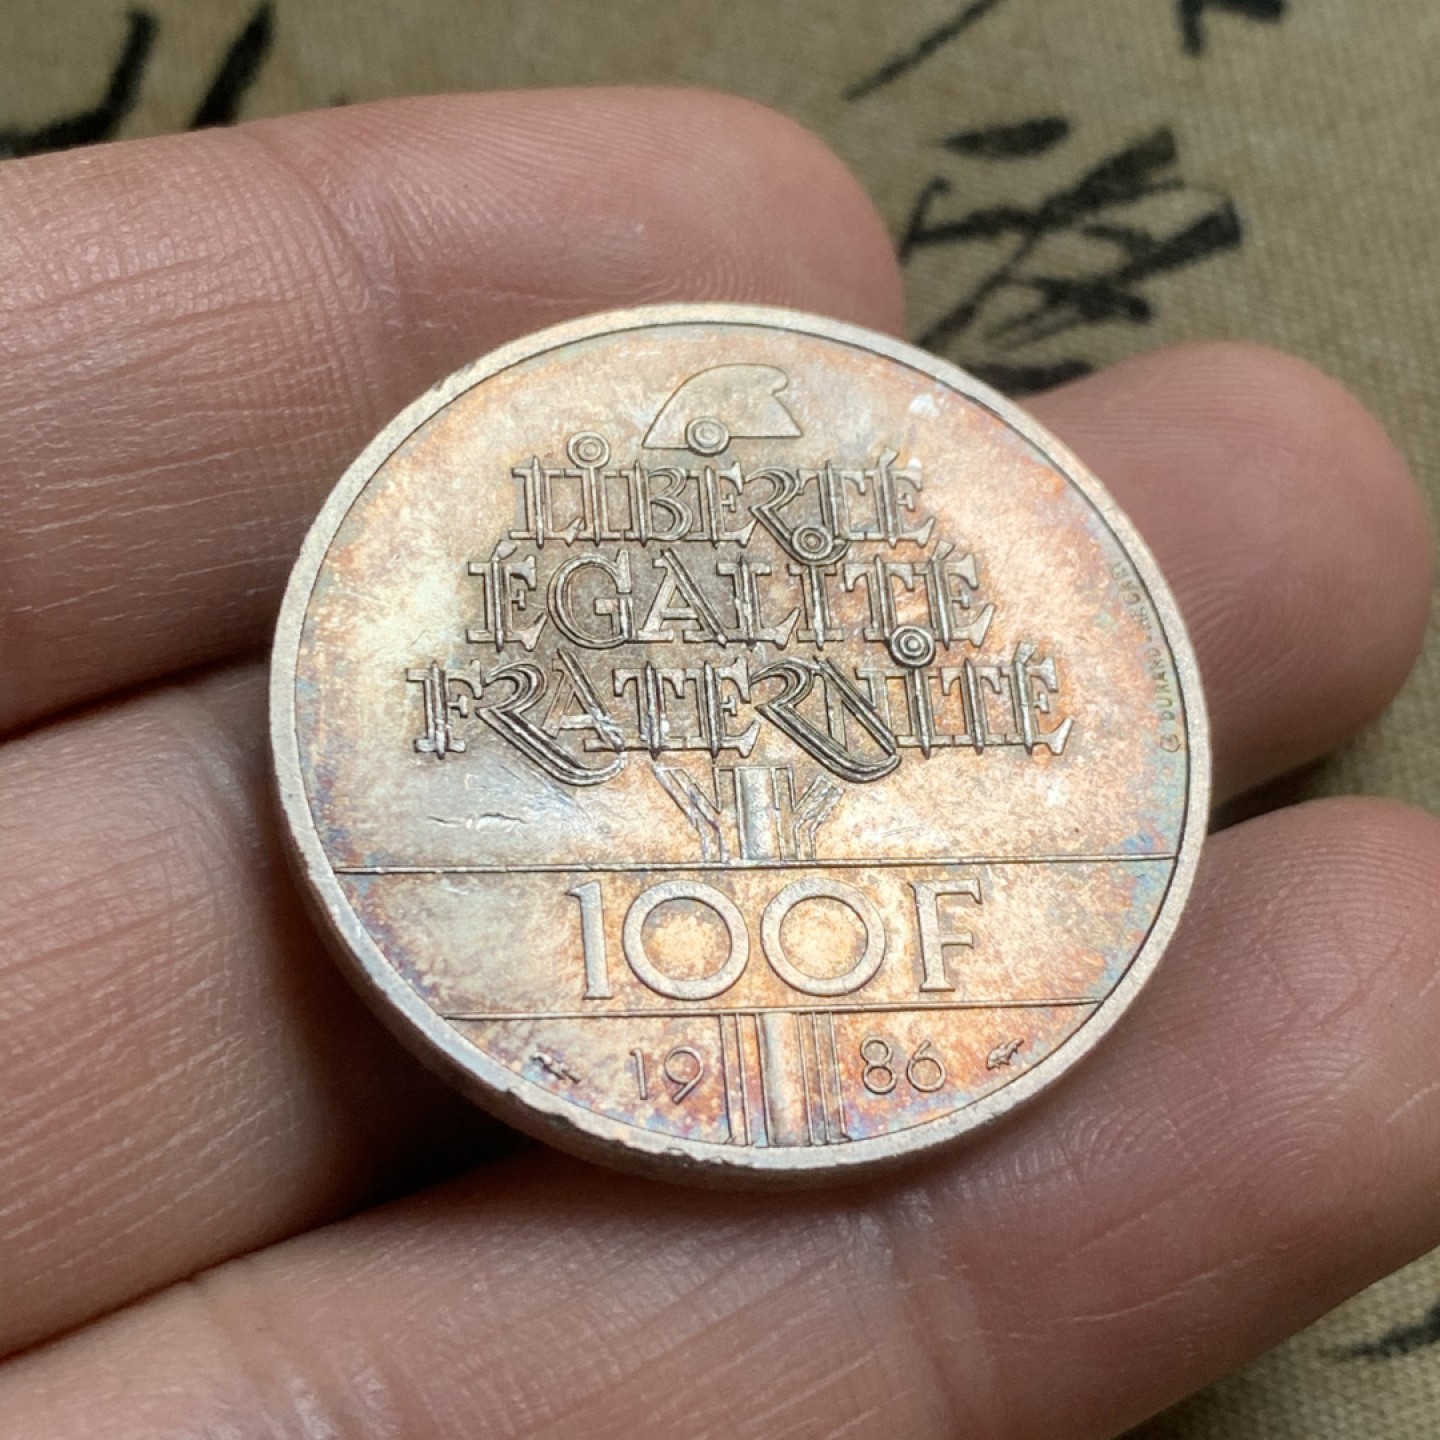 LIBERTÉ
ÉGALITÉ
FRATERNITÉ
100F
19 86